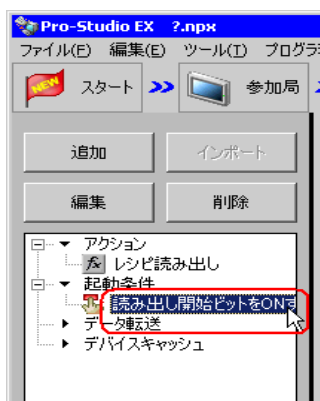 Pro-Studio EX ?.npx
ファイル(F) 編集(E) ツール(T) プログラ
NEW スタート 参加局
追加 インポート
編集 削除
アクション
fx レシピ読み出し
起動条件
読み出し開始ビットをONす
データ転送
デバイスキャッシュ